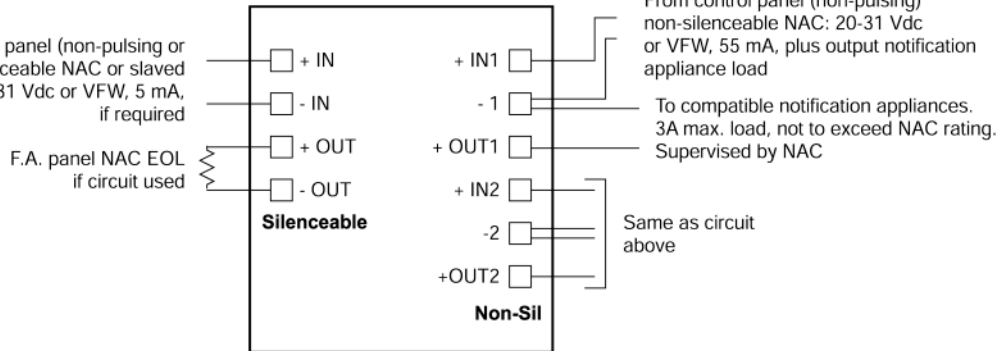 panel (non-pulsing or
ceable NAC or slaved
31 Vdc or VFW, 5 mA,
if required
F.A. panel NAC EOL
if circuit used
+ IN
- IN
+ OUT
- OUT
Silenceable
+ IN1
- 1
+ OUT1
+ IN2
-2
+OUT2
Non-Sil
From control panel (non-pulsing)
non-silenceable NAC: 20-31 Vdc
or VFW, 55 mA, plus output notification
appliance load
To compatible notification appliances.
3A max. load, not to exceed NAC rating.
Supervised by NAC
Same as circuit
above